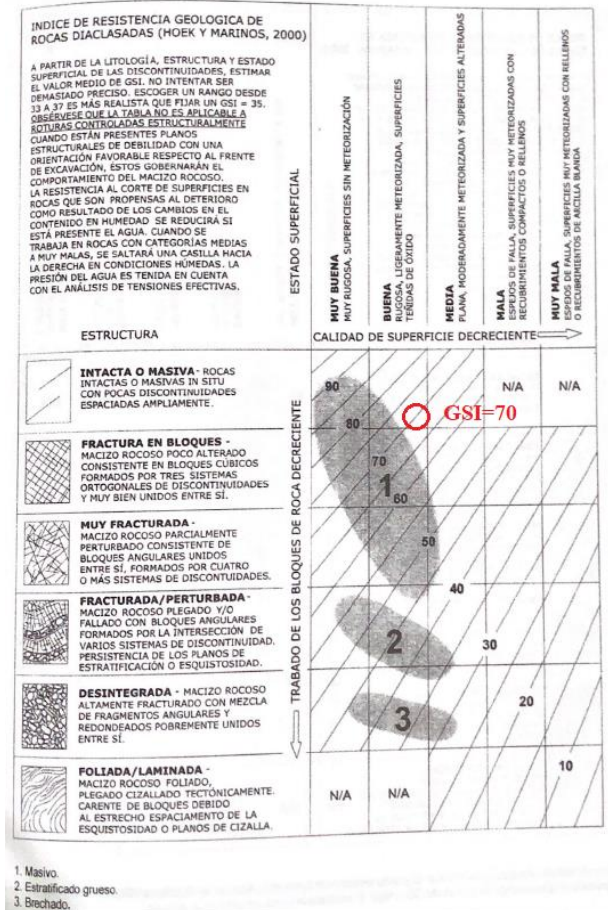 INDICE DE RESISTENCIA GEOLOGICA DE
ROCAS DIACLASADAS (HOEK Y MARINOS, 2000)
A PARTIR DE LA LITOLOGÍA, ESTRUCTURA Y ESTADO
SUPERFICIAL DE LAS DISCONTINUIDADES, ESTIMAR
EL VALOR MEDIO DE GSI. NO INTENTAR SER
DEMASIADO PRECISO. ESCOGER UN RANGO DESDE
33 A 37 ES MÁS REALISTA QUE FIJAR UN GSI = 35.
OBSÉRVESE QUE LA TABLA NO ES APLICABLE A
ROTURAS CONTROLADAS ESTRUCTURALMENTE
CUANDO ESTÁN PRESENTES PLANOS
ESTRUCTURALES DE DEBILIDAD CON UNA
ORIENTACIÓN FAVORABLE RESPECTO AL FRENTE
DE EXCAVACIÓN, ÉSTOS GOBERNARÁN EL
COMPORTAMIENTO DEL MACIZO ROCOSO.
LA RESISTENCIA AL CORTE DE SUPERFICIES EN
ROCAS QUE SON PROPENSAS AL DETERIORO
COMO RESULTADO DE LOS CAMBIOS EN EL
CONTENIDO EN HUMEDAD SE REDUCIRÁ SI
ESTÁ PRESENTE EL AGUA. CUANDO SE
TRABAJA EN ROCAS CON CATEGORÍAS MEDIAS
A MUY MALAS, SE SALTARÁ UNA CASILLA HACIA
LA DERECHA EN CONDICIONES HÚMEDAS. LA
PRESIÓN DEL AGUA ES TENIDA EN CUENTA
CON EL ANÁLISIS DE TENSIONES EFECTIVAS.
ESTADO SUPERFICIAL
MUY BUENA
MUY RUGOSA, SUPERFICIES SIN METEORIZACIÓN
BUENA
RUGOSA, LIGERAMENTE METEORIZADA, SUPERFICIES
TEÑIDAS DE ÓXIDO
MEDIA
PLANA, MODERADAMENTE METEORIZADA Y SUPERFICIES ALTERADAS
MALA
ESPEJOS DE FALLA, SUPERFICIES MUY METEORIZADAS CON
RECUBRIMIENTOS COMPACTOS O RELLENOS
MUY MALA
ESPEJOS DE FALLA, SUPERFICIES MUY METEORIZADAS CON RELLENOS
O RECUBRIMIENTOS DE ARCILLA BLANDA
ESTRUCTURA
CALIDAD DE SUPERFICIE DECRECIENTE
TRABADO DE LOS BLOQUES DE ROCA DECRECIENTE
INTACTA O MASIVA- ROCAS
INTACTAS O MASIVAS IN SITU
CON POCAS DISCONTINUIDADES
ESPACIADAS AMPLIAMENTE.
FRACTURA EN BLOQUES -
MACIZO ROCOSO POCO ALTERADO
CONSISTENTE EN BLOQUES CÚBICOS
FORMADOS POR TRES SISTEMAS
ORTOGONALES DE DISCONTINUIDADES
Y MUY BIEN UNIDOS ENTRE SÍ.
MUY FRACTURADA -
MACIZO ROCOSO PARCIALMENTE
PERTURBADO CONSISTENTE DE
BLOQUES ANGULARES UNIDOS
ENTRE SÍ, FORMADOS POR CUATRO
O MÁS SISTEMAS DE DISCONTUIDADES.
FRACTURADA/PERTURBADA-
MACIZO ROCOSO PLEGADO Y/O
FALLADO CON BLOQUES ANGULARES
FORMADOS POR LA INTERSECCIÓN DE
VARIOS SISTEMAS DE DISCONTINUIDAD.
PERSISTENCIA DE LOS PLANOS DE
ESTRATIFICACIÓN O ESQUISTOSIDAD.
DESINTEGRADA - MACIZO ROCOSO
ALTAMENTE FRACTURADO CON MEZCLA
DE FRAGMENTOS ANGULARES Y
REDONDEADOS POBREMENTE UNIDOS
ENTRE SÍ.
FOLIADA/LAMINADA -
MACIZO ROCOSO FOLIADO,
PLEGADO CIZALLADO TECTÓNICAMENTE.
CARENTE DE BLOQUES DEBIDO
AL ESTRECHO ESPACIAMIENTO DE LA
ESQUISTOSIDAD O PLANOS DE CIZALLA.
90
N/A
N/A
GSI=70
80
70
1
60
50
40
2
30
3
20
10
N/A
N/A
1. Masivo.
2. Estratificado grueso.
3. Brechado.